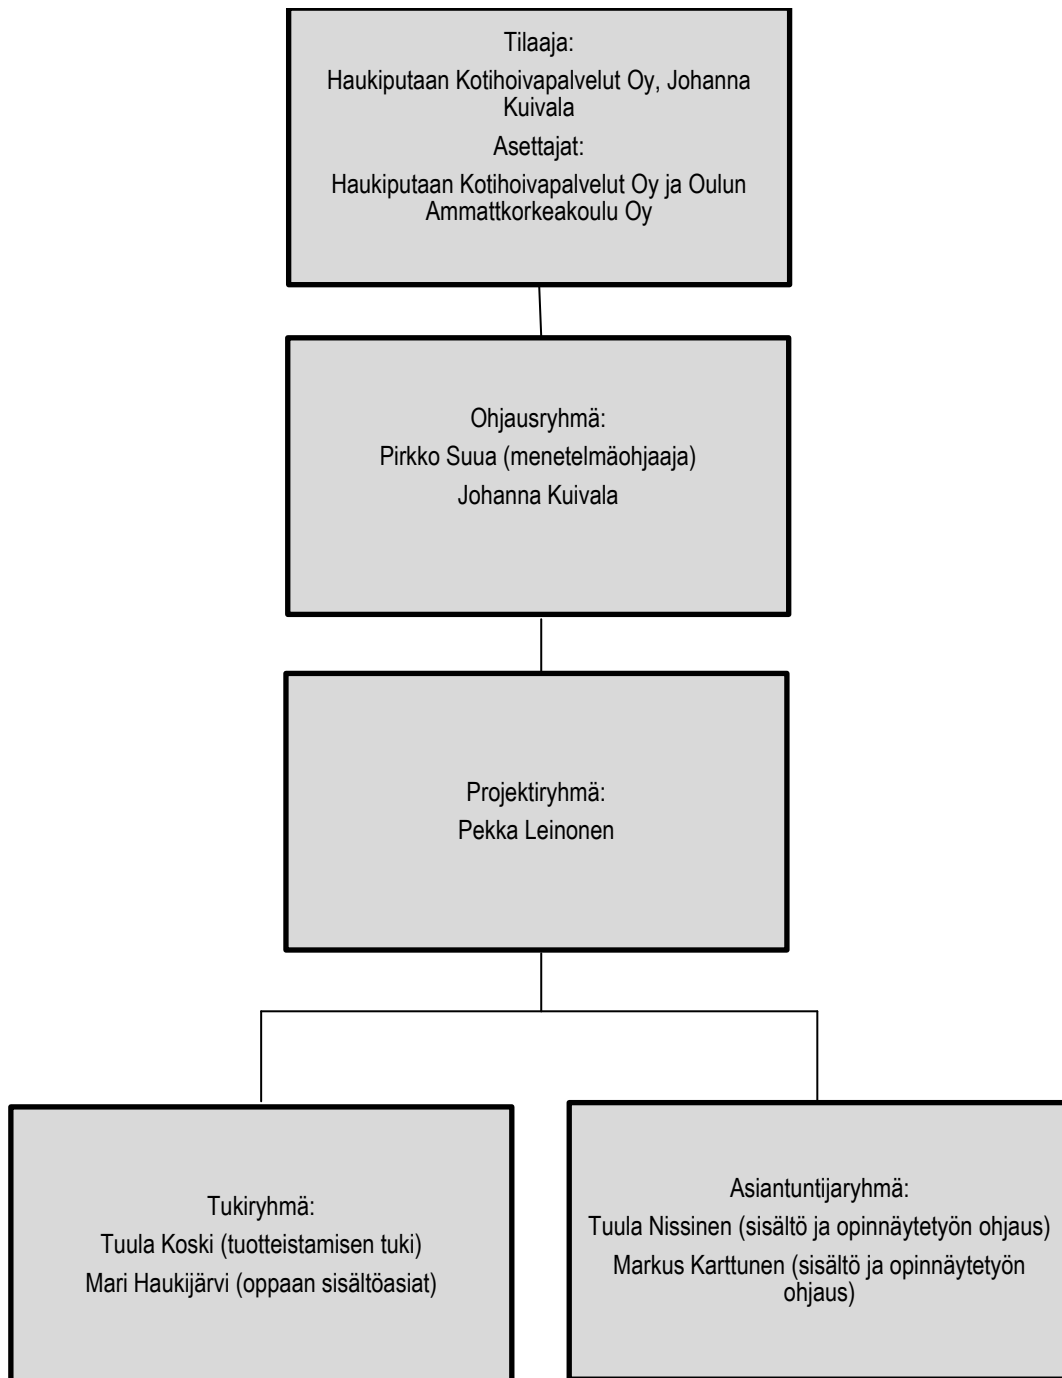 Tilaaja:
Haukiputaan Kotihoivapalvelut Oy, Johanna
Kuivala
Asettajat:
Haukiputaan Kotihoivapalvelut Oy ja Oulun
Ammattkorkeakoulu Oy
Ohjausryhmä:
Pirkko Suua (menetelmäohjaaja)
Johanna Kuivala
Projektiryhmä:
Pekka Leinonen
Tukiryhmä:
Tuula Koski (tuotteistamisen tuki)
Mari Haukijärvi (oppaan sisältöasiat)
Asiantuntijaryhmä:
Tuula Nissinen (sisältö ja opinnäytetyön ohjaus)
Markus Karttunen (sisältö ja opinnäytetyön
ohjaus)